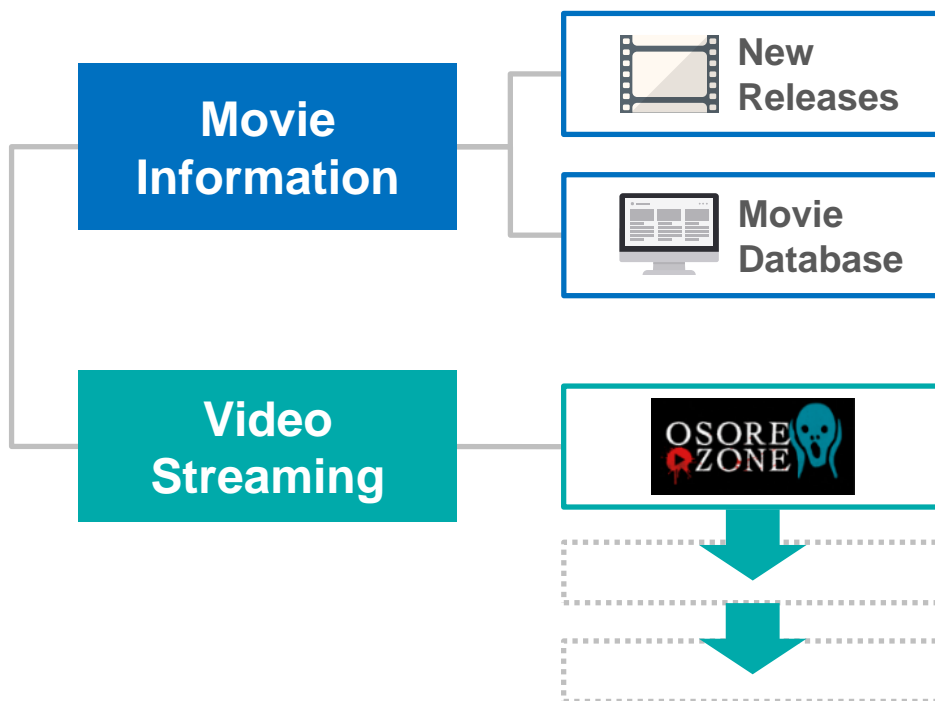 New
Releases
Movie
Information
Movie
Database
Video
Streaming
OSORE
ZONE